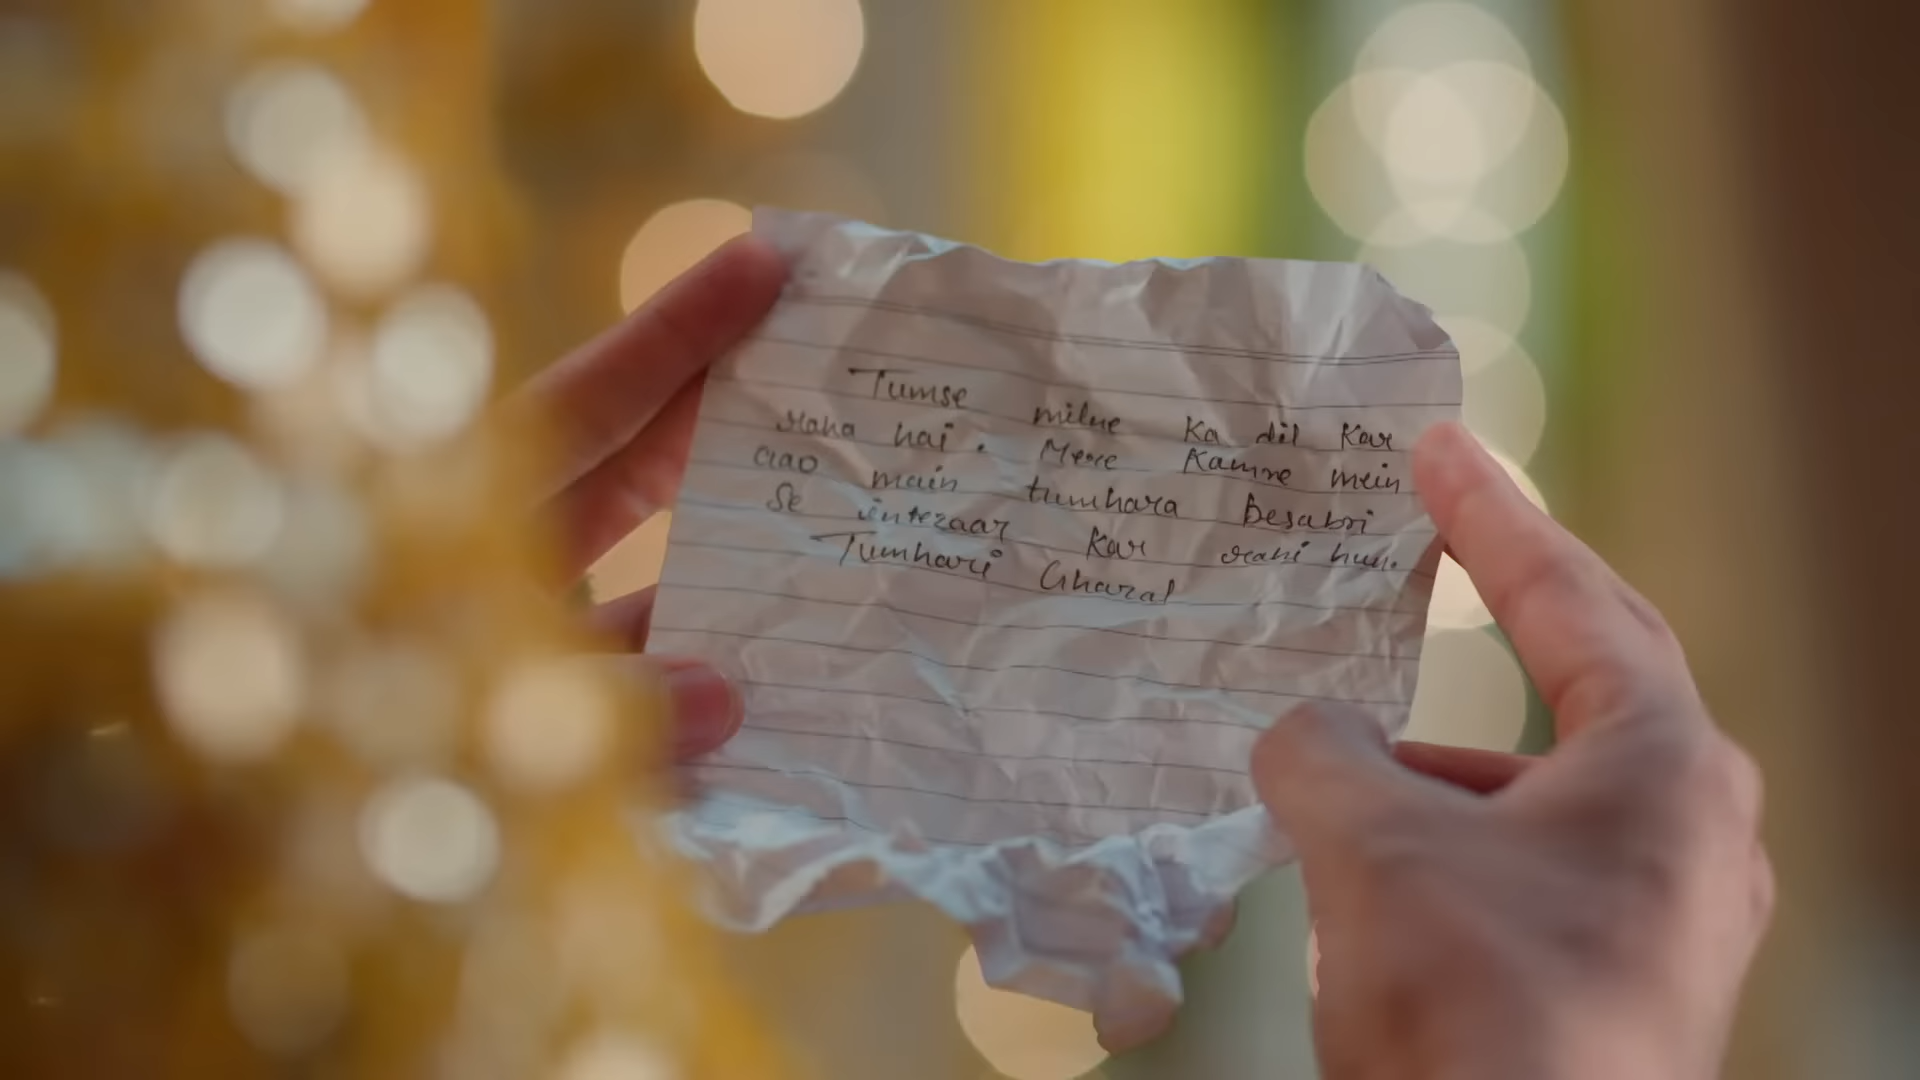 Tumse milne Ka dil Kar
raha hai. Mere Kamre mein
aao main tumhara Besabri
Se intezaar Kar rahi hun.
Tumhari Ghazal